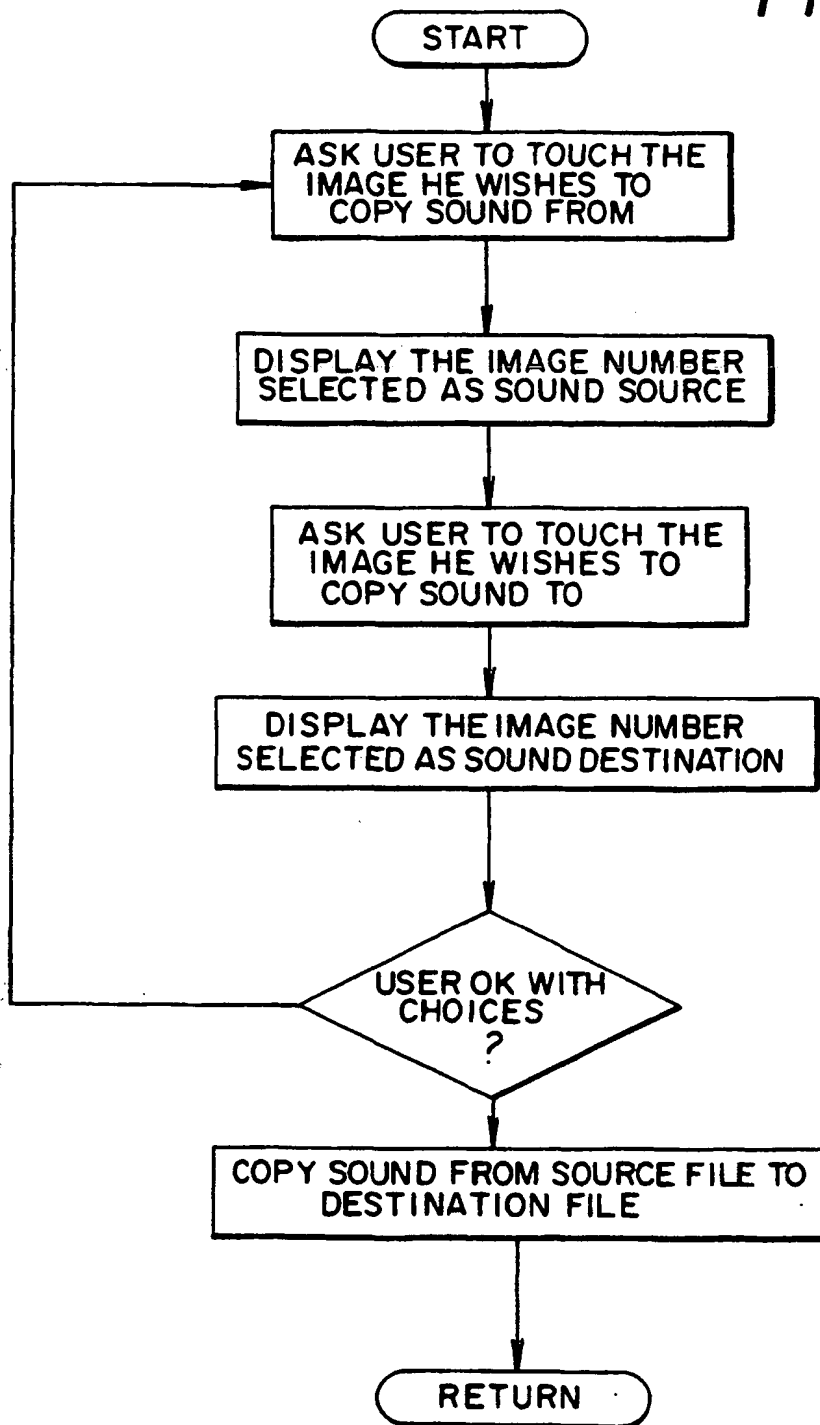 START
ASK USER TO TOUCH THE
IMAGE HE WISHES TO
COPY SOUND FROM
DISPLAY THE IMAGE NUMBER
SELECTED AS SOUND SOURCE
ASK USER TO TOUCH THE
IMAGE HE WISHES TO
COPY SOUND TO
DISPLAY THE IMAGE NUMBER
SELECTED AS SOUND DESTINATION
USER OK WITH
CHOICES
?
COPY SOUND FROM SOURCE FILE TO
DESTINATION FILE
RETURN